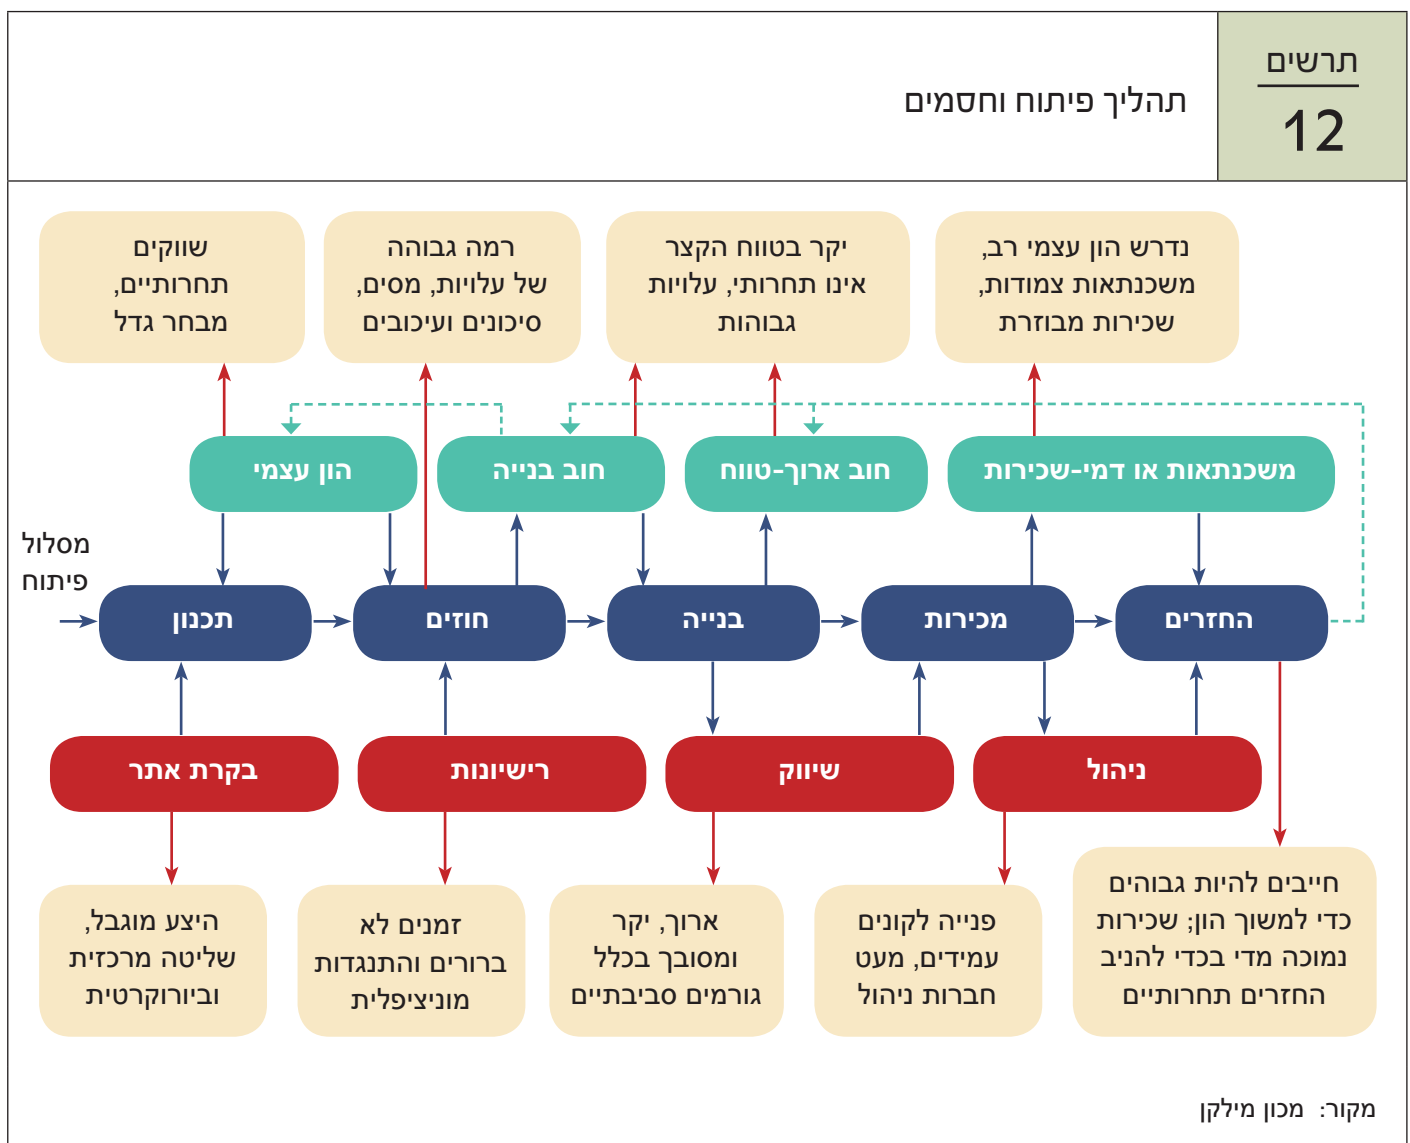 תרשים
12
תהליך פיתוח וחסמים
נדרש הון עצמי רב,
משכנתאות צמודות,
שכירות מבוזרת
יקר בטווח הקצר
אינו תחרותי, עלויות
גבוהות
רמה גבוהה
של עלויות, מסים,
סיכונים ועיכובים
שווקים
תחרותיים,
מבחר גדל
משכנתאות או דמי-שכירות
חוב ארוך-טווח
חוב בנייה
הון עצמי
מסלול
פיתוח
תכנון
חוזים
בנייה
מכירות
החזרים
בקרת אתר
רישיונות
שיווק
ניהול
חייבים להיות גבוהים
כדי למשוך הון; שכירות
נמוכה מדי בכדי להניב
החזרים תחרותיים
פנייה לקונים
עמידים, מעט
חברות ניהול
ארוך, יקר
ומסובך בכלל
גורמים סביבתיים
זמנים לא
ברורים והתנגדות
מוניציפלית
היצע מוגבל,
שליטה מרכזית
וביורוקרטית
מקור: מכון מילקן